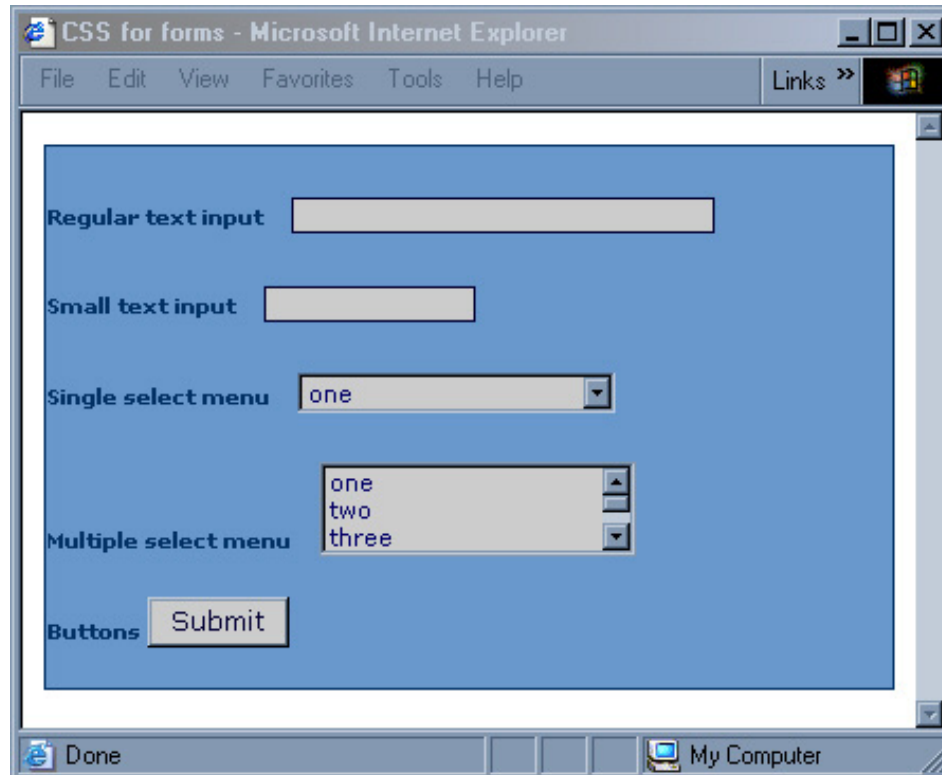 CSS for forms - Microsoft Internet Explorer
File Edit View Favorites Tools Help Links »
Regular text input
Small text input
Single select menu one
one
two
three
Multiple select menu
Buttons Submit
Done My Computer